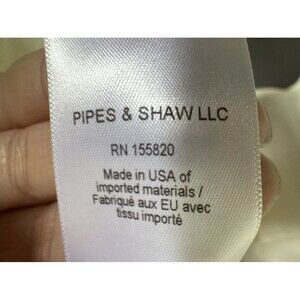 PIPES & SHAW LLC
RN 155820
Made in USA of
imported materials /
Fabriqué aux EU avec
tissu importé